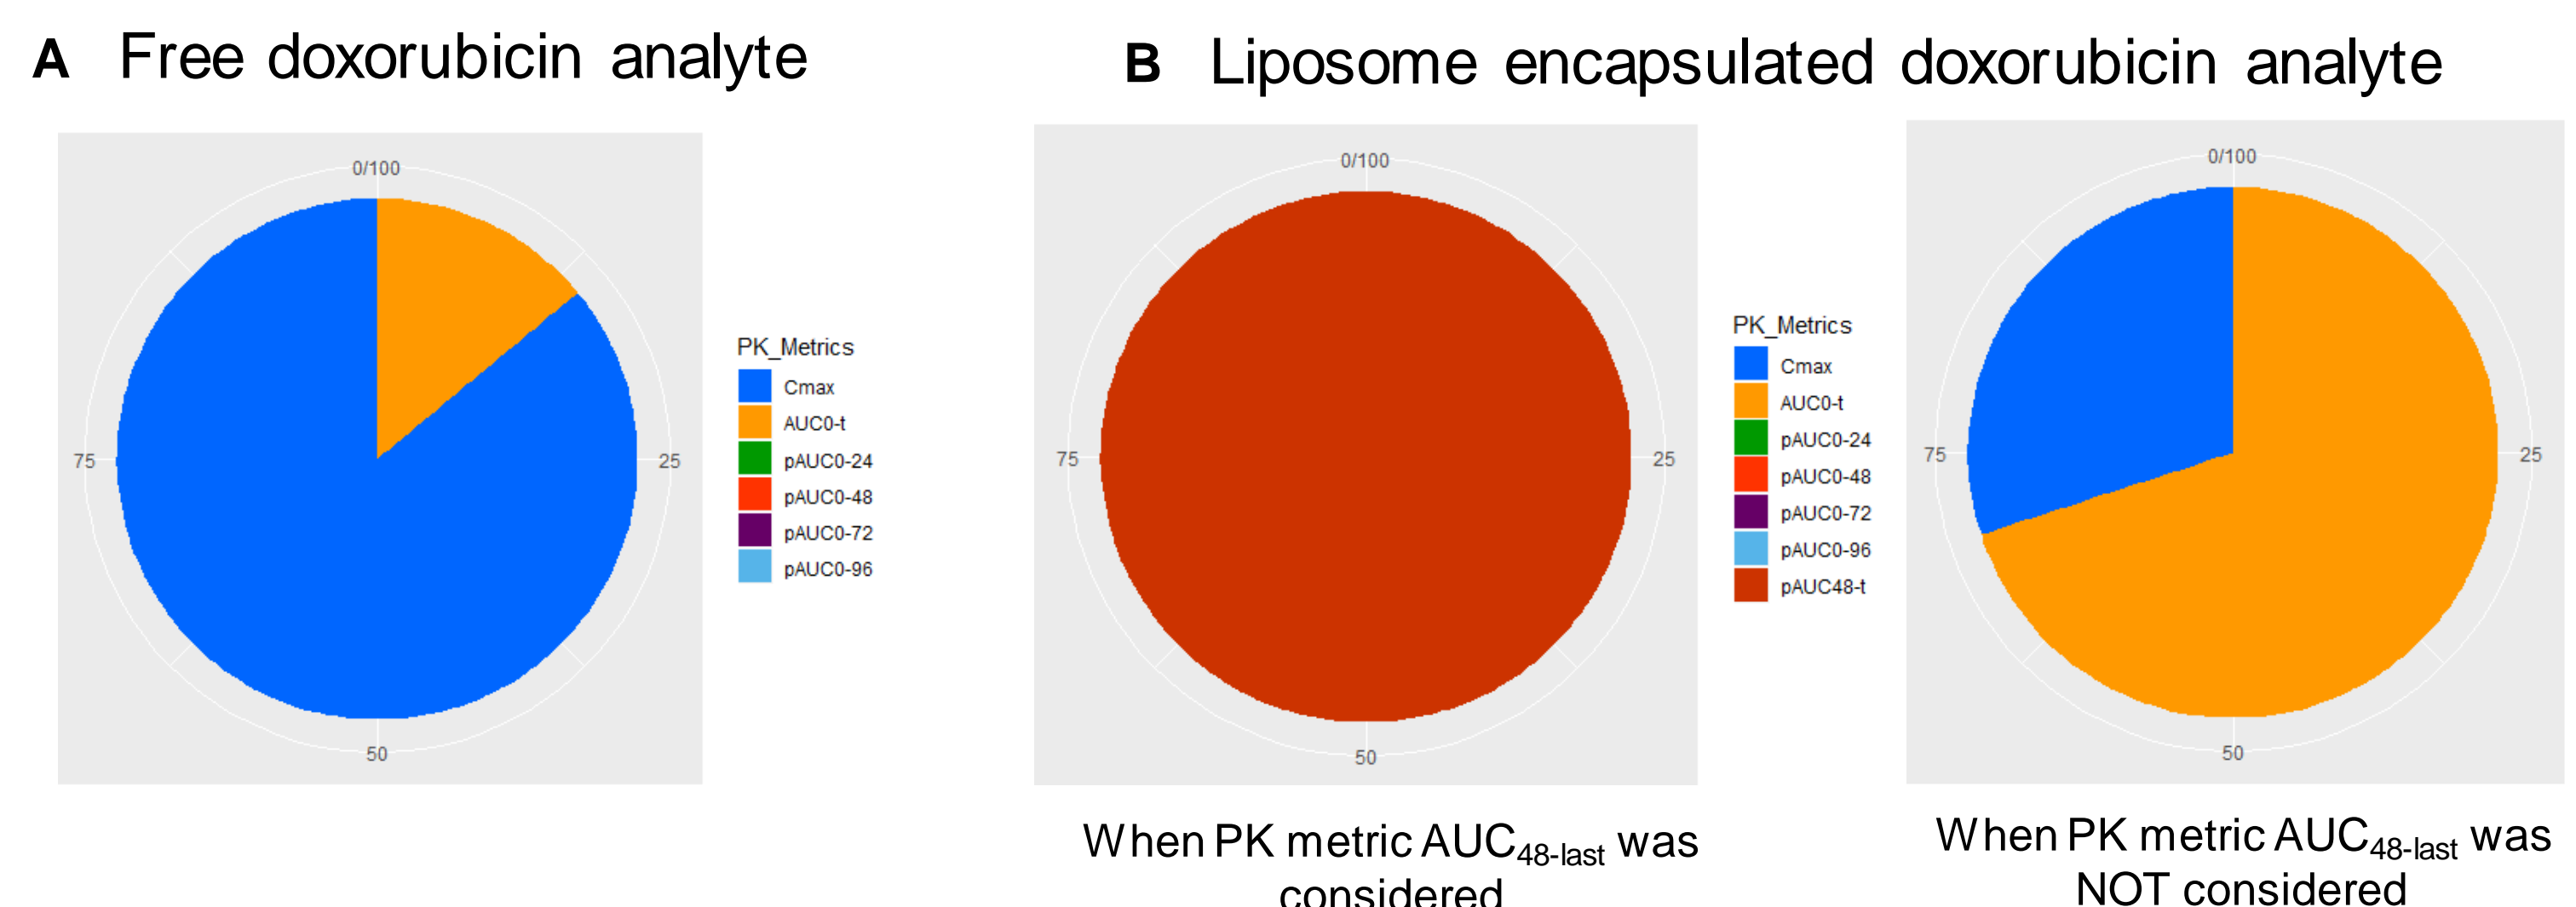 A Free doxorubicin analyte
0/100
75
25
50
PK_Metrics
Cmax
AUC0-t
pAUC0-24
pAUC0-48
pAUC0-72
pAUC0-96
B Liposome encapsulated doxorubicin analyte
0/100
75
25
50
When PK metric AUC48-last was
considered
PK_Metrics
Cmax
AUC0-t
pAUC0-24
pAUC0-48
pAUC0-72
pAUC0-96
pAUC48-t
0/100
75
25
50
When PK metric AUC48-last was
NOT considered